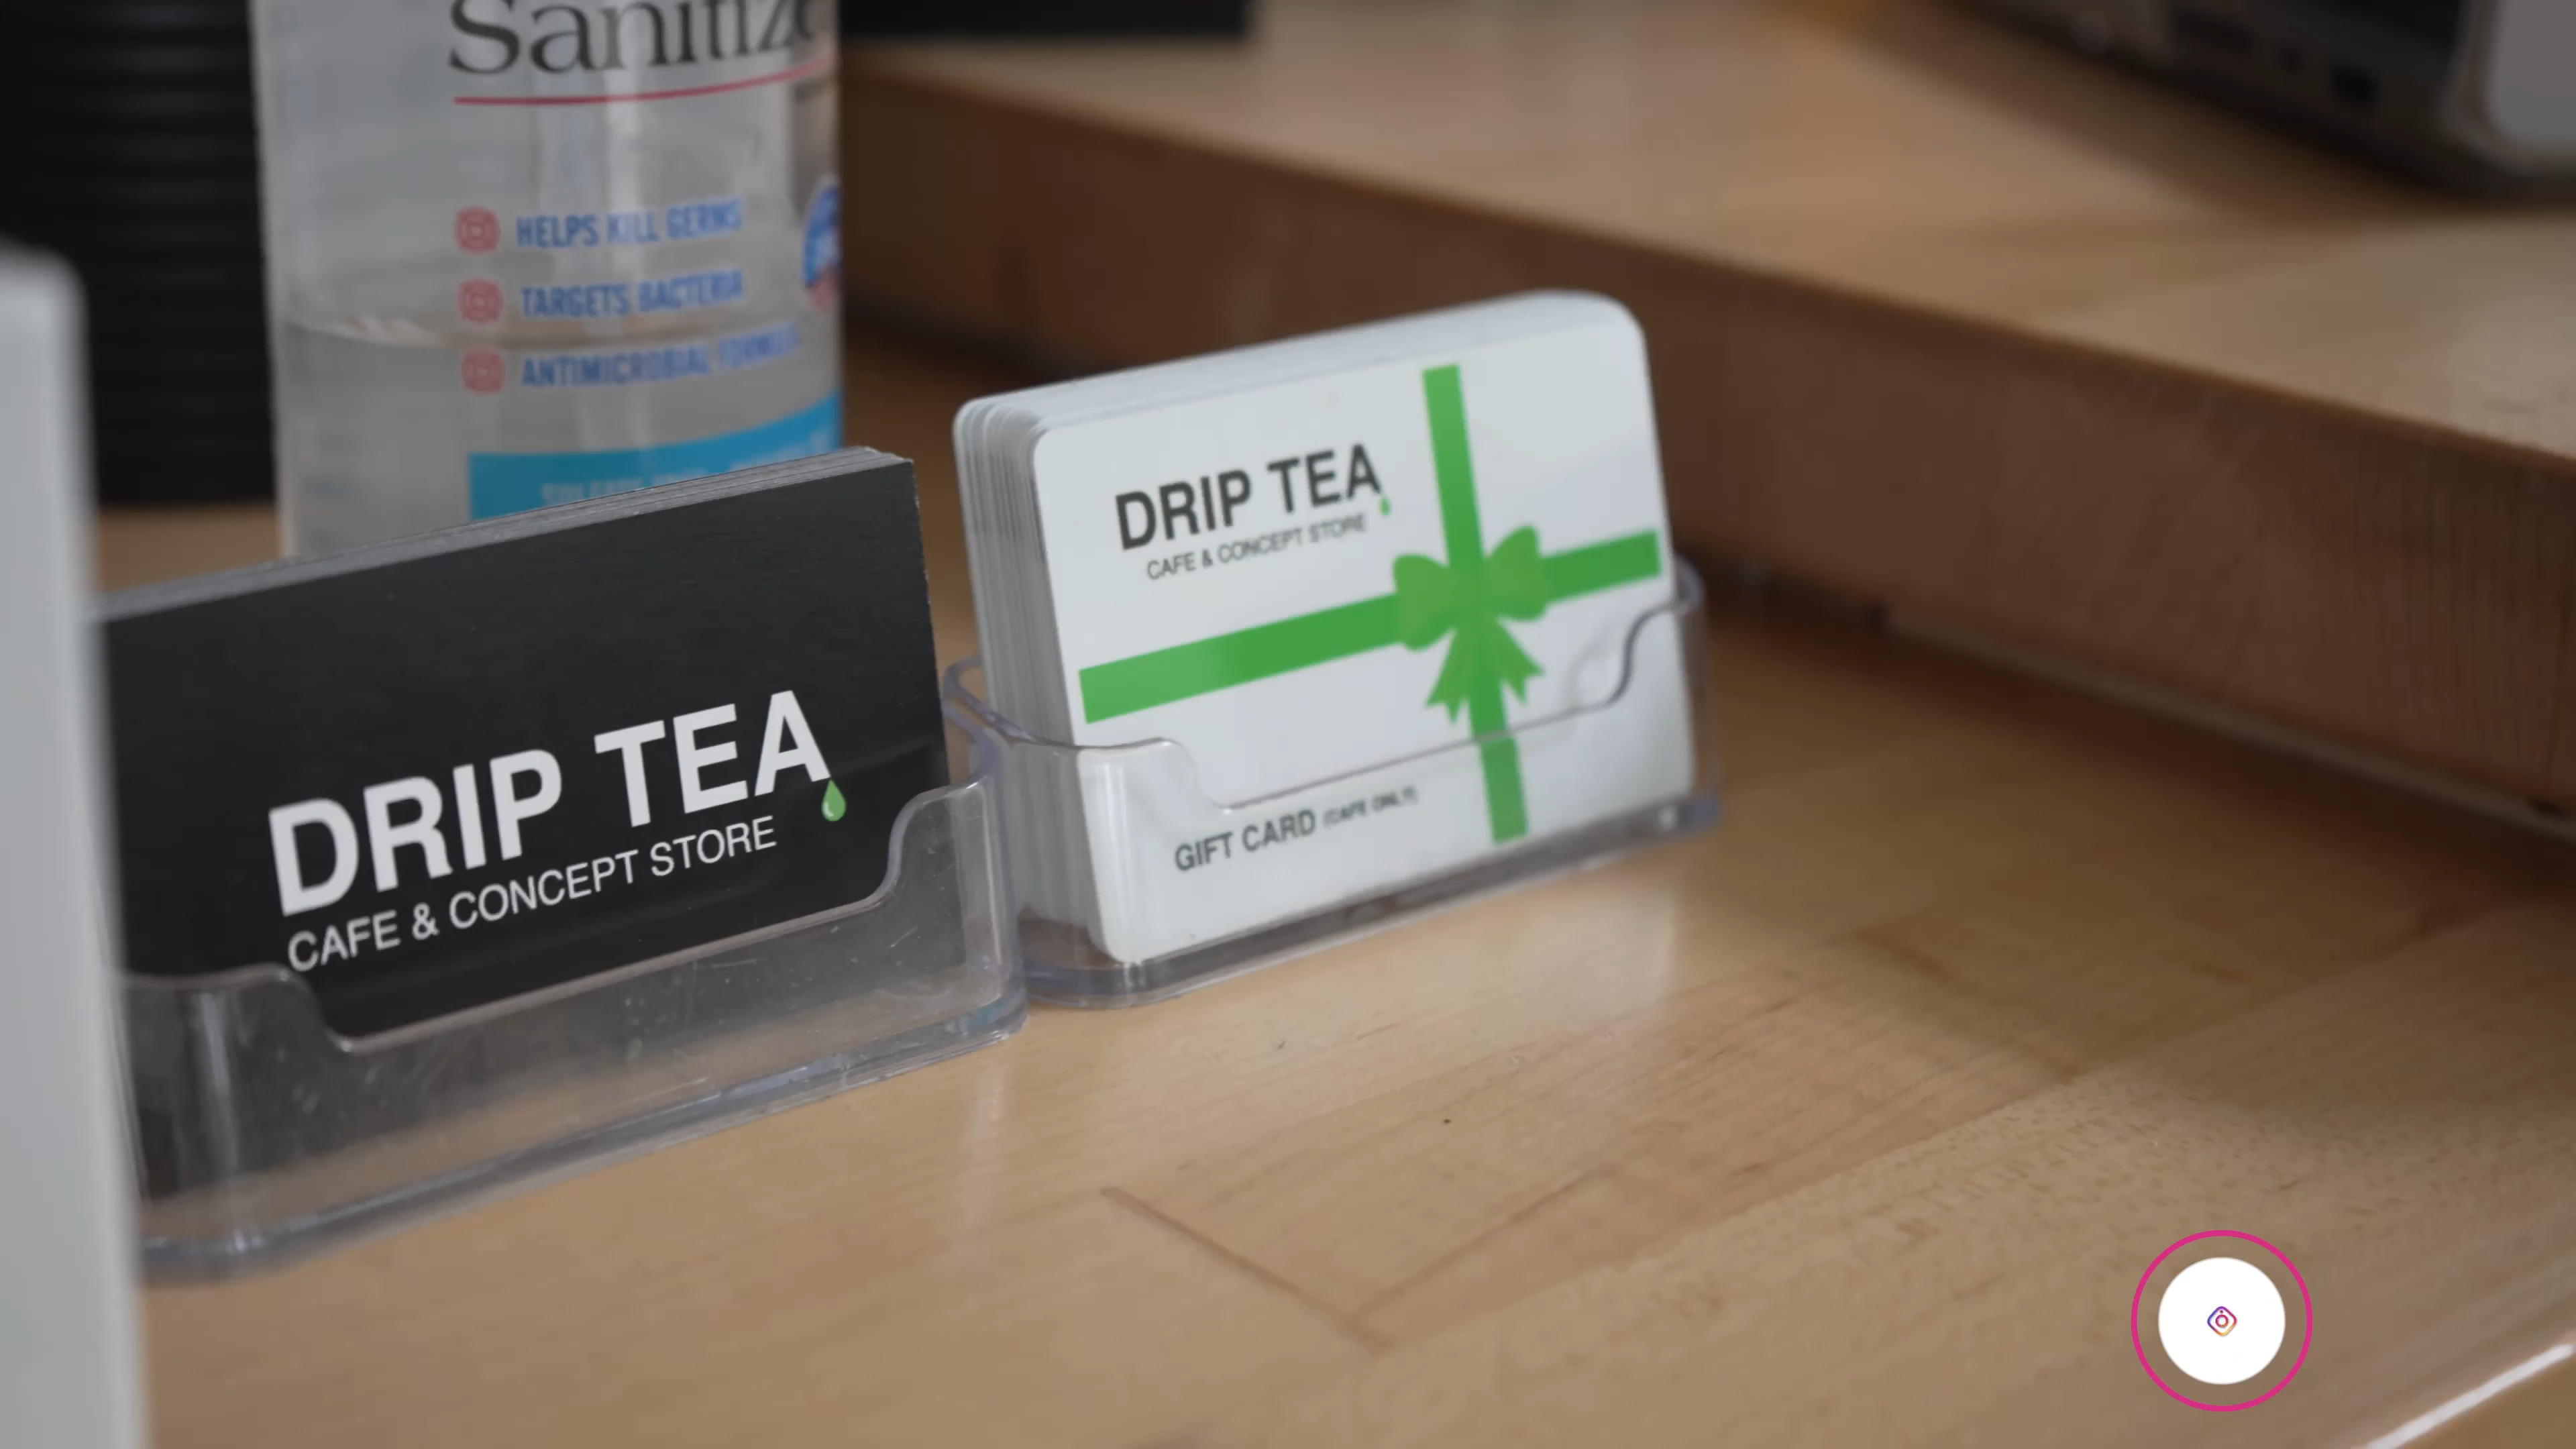 Sanitize
HELPS KILL GERMS
TARGETS BACTERIA
ANTIMICROBIAL FORMULA
DRIP TEA
CAFE & CONCEPT STORE
DRIP TEA
CAFE & CONCEPT STORE
GIFT CARD (CAFE ONLY)